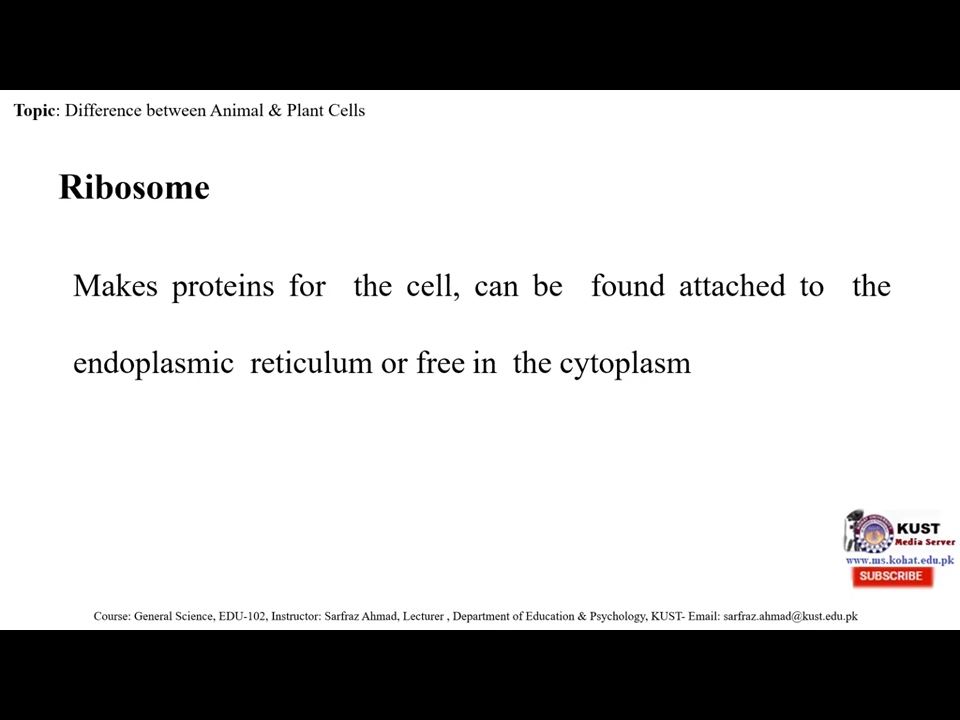 Topic: Difference between Animal & Plant Cells
Ribosome
Makes proteins for the cell, can be found attached to the
endoplasmic reticulum or free in the cytoplasm
KUST
Media Server
www.ms.kohat.edu.pk
SUBSCRIBE
Course: General Science, EDU-102, Instructor: Sarfraz Ahmad, Lecturer , Department of Education & Psychology, KUST- Email: sarfraz.ahmad@kust.edu.pk